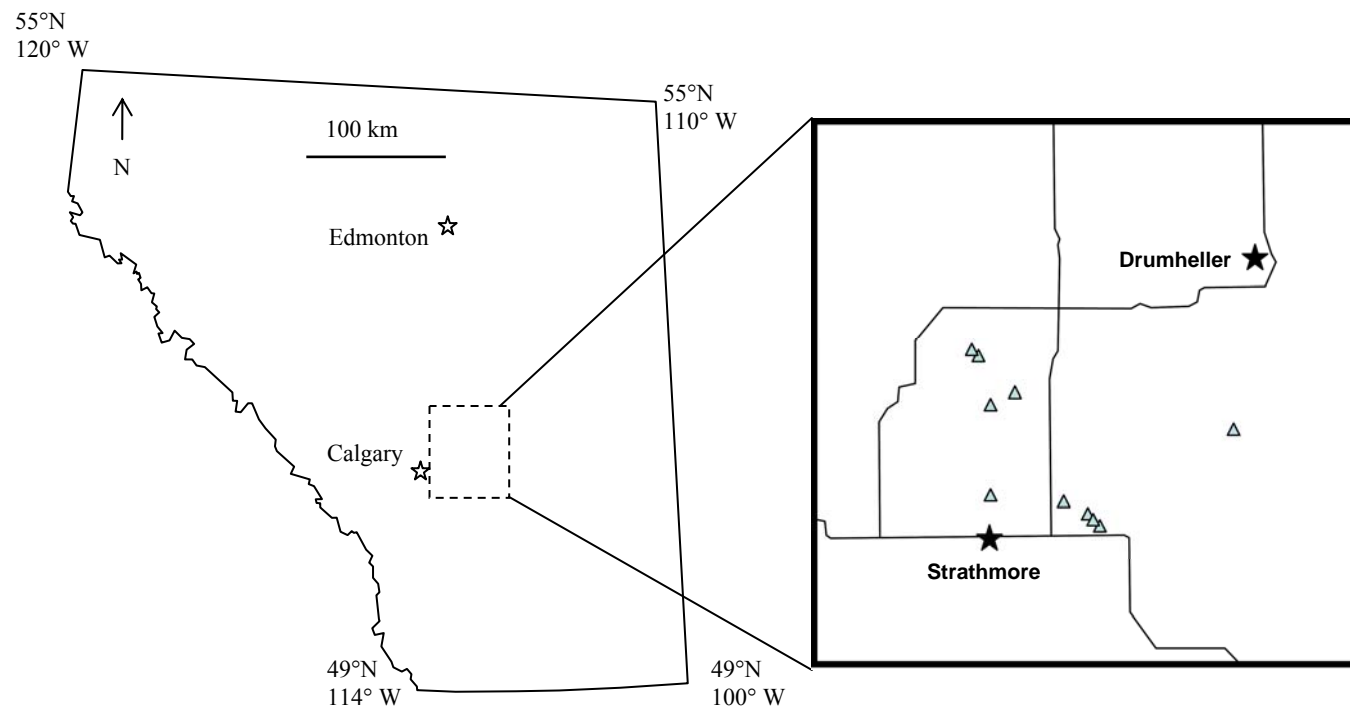 55°N
120° W
55°N
110° W
100 km
N
Edmonton
Calgary
49°N
114° W
49°N
100° W
Drumheller
Strathmore